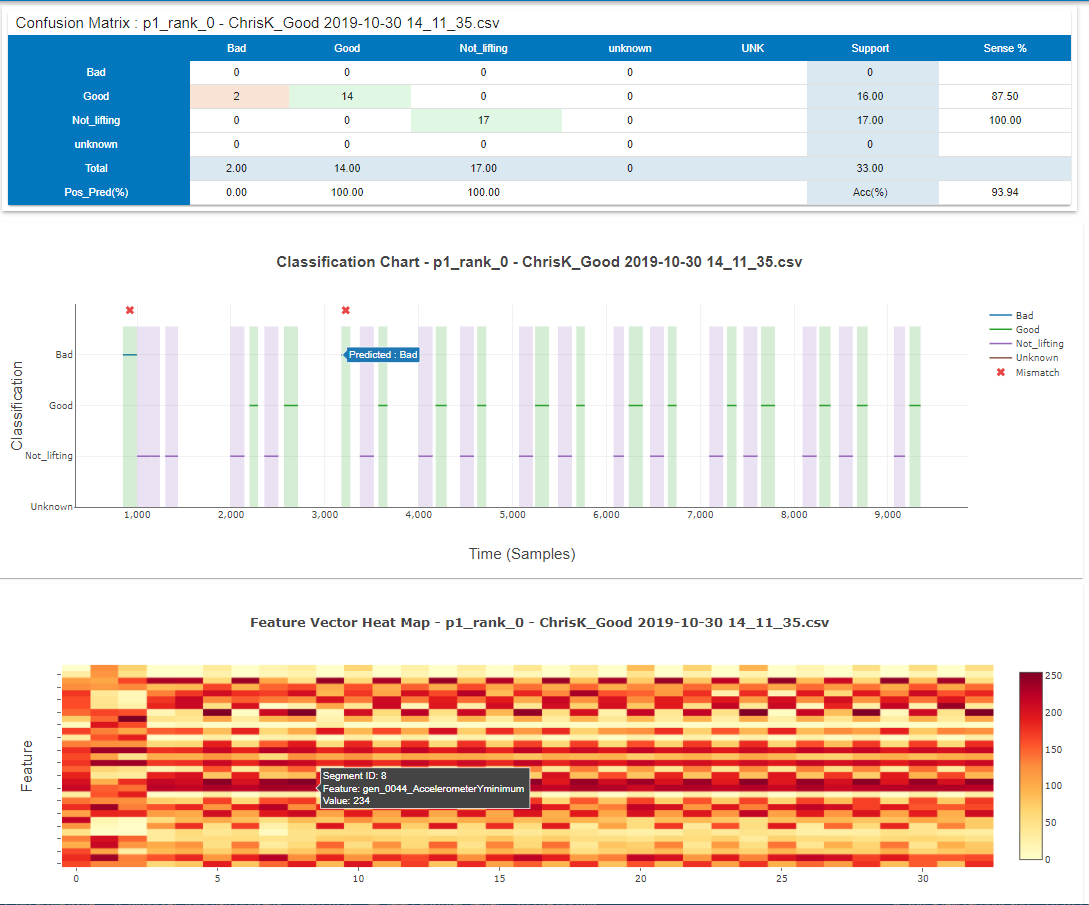 Confusion Matrix : p1_rank_0 - ChrisK_Good 2019-10-30 14_11_35.csv
Bad Good Not_lifting unknown UNK Support Sense %
Bad 0 0 0 0 0
Good 2 14 0 0 16.00 87.50
Not_lifting 0 0 17 0 17.00 100.00
unknown 0 0 0 0 0
Total 2.00 14.00 17.00 0 33.00
Pos_Pred(%) 0.00 100.00 100.00 Acc(%) 93.94
Classification Chart - p1_rank_0 - ChrisK_Good 2019-10-30 14_11_35.csv
Classification
Bad
Good
Not_lifting
Unknown
Predicted : Bad
1,000 2,000 3,000 4,000 5,000 6,000 7,000 8,000 9,000
Time (Samples)
Bad
Good
Not_lifting
Unknown
Mismatch
Feature Vector Heat Map - p1_rank_0 - ChrisK_Good 2019-10-30 14_11_35.csv
Feature
Segment ID: 8
Feature: gen_0044_AccelerometerYminimum
Value: 234
0 5 10 15 20 25 30
250
200
150
100
50
0